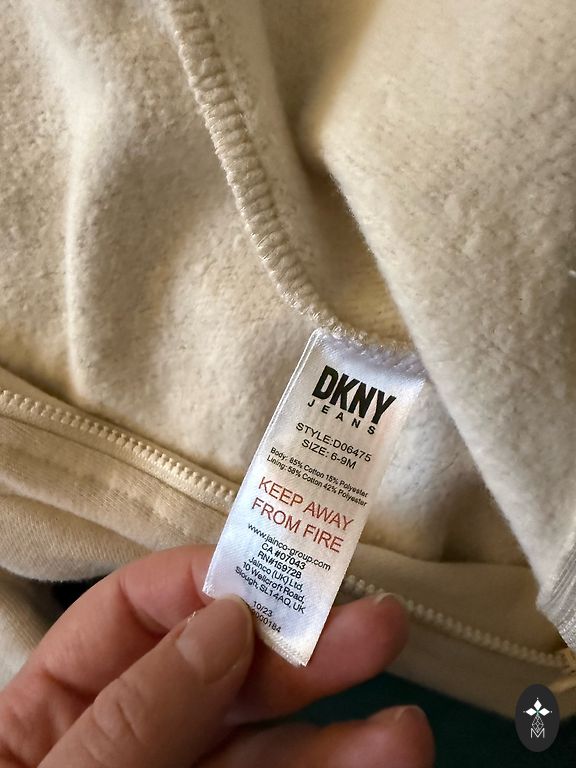 DKNY
JEANS
STYLE:D06475
SIZE: 6-9M
Body: 85% Cotton 15% Polyester
Lining: 58% Cotton 42% Polyester
KEEP AWAY
FROM FIRE
www.jainco-group.com
CA #07043
RN#159728
Jainco (UK) Ltd,
10 Wellcroft Road,
Slough, SL14AQ, UK
10/23